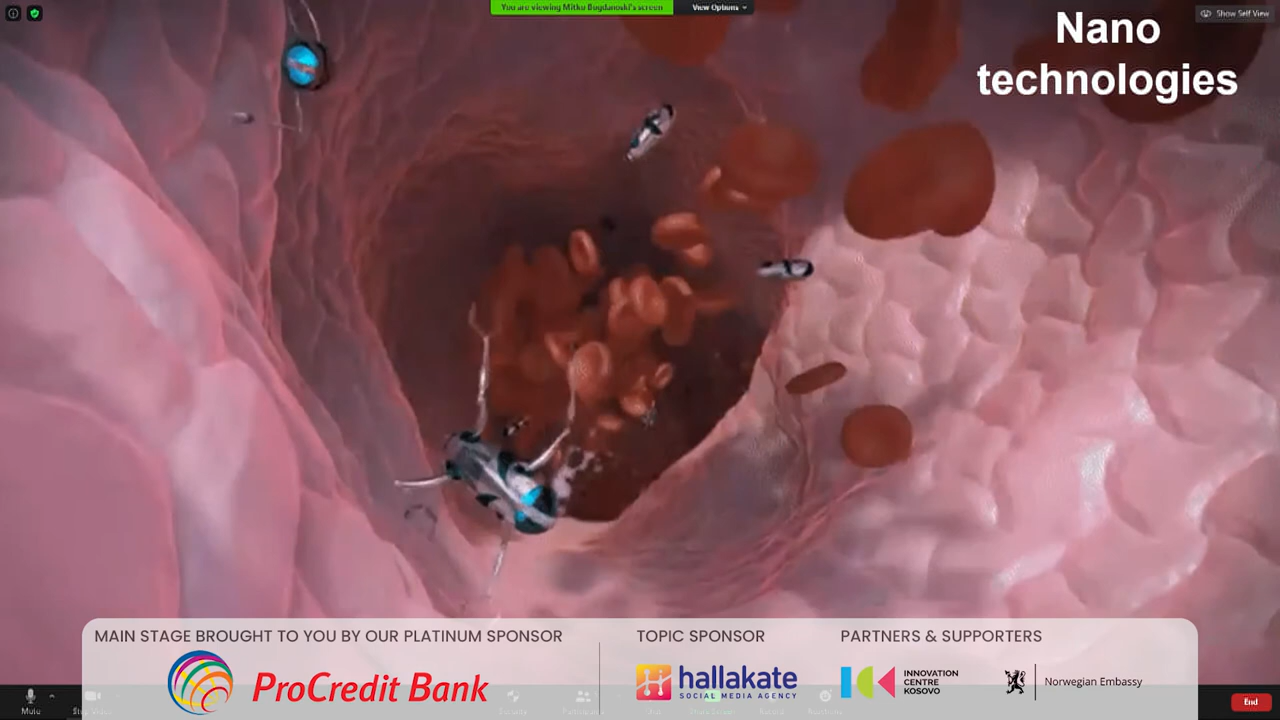 You are viewing Mitko Bogdanoski's screen
View Options
Show Self View
Nano
technologies
MAIN STAGE BROUGHT TO YOU BY OUR PLATINUM SPONSOR
ProCredit Bank
TOPIC SPONSOR
hallakate
SOCIAL MEDIA AGENCY
PARTNERS & SUPPORTERS
INNOVATION
CENTRE
KOSOVO
Norwegian Embassy
Mute
End